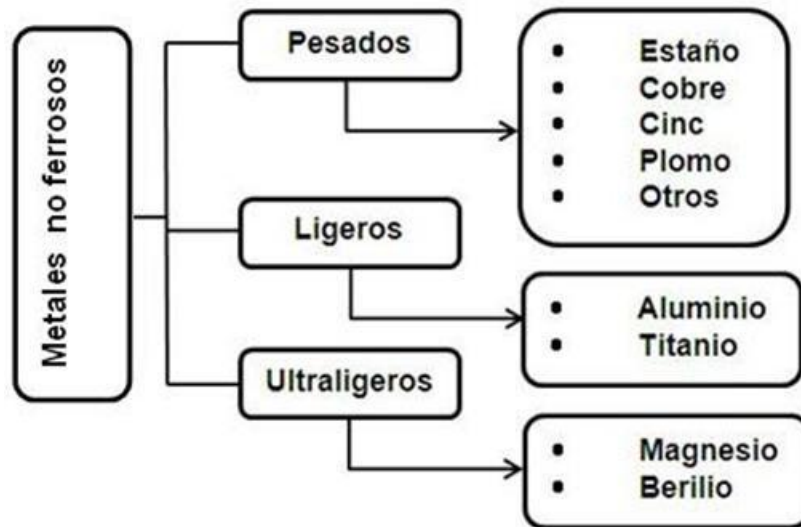 Metales no ferrosos
Pesados
Estaño
Cobre
Cinc
Plomo
Otros
Ligeros
Aluminio
Titanio
Ultraligeros
Magnesio
Berilio